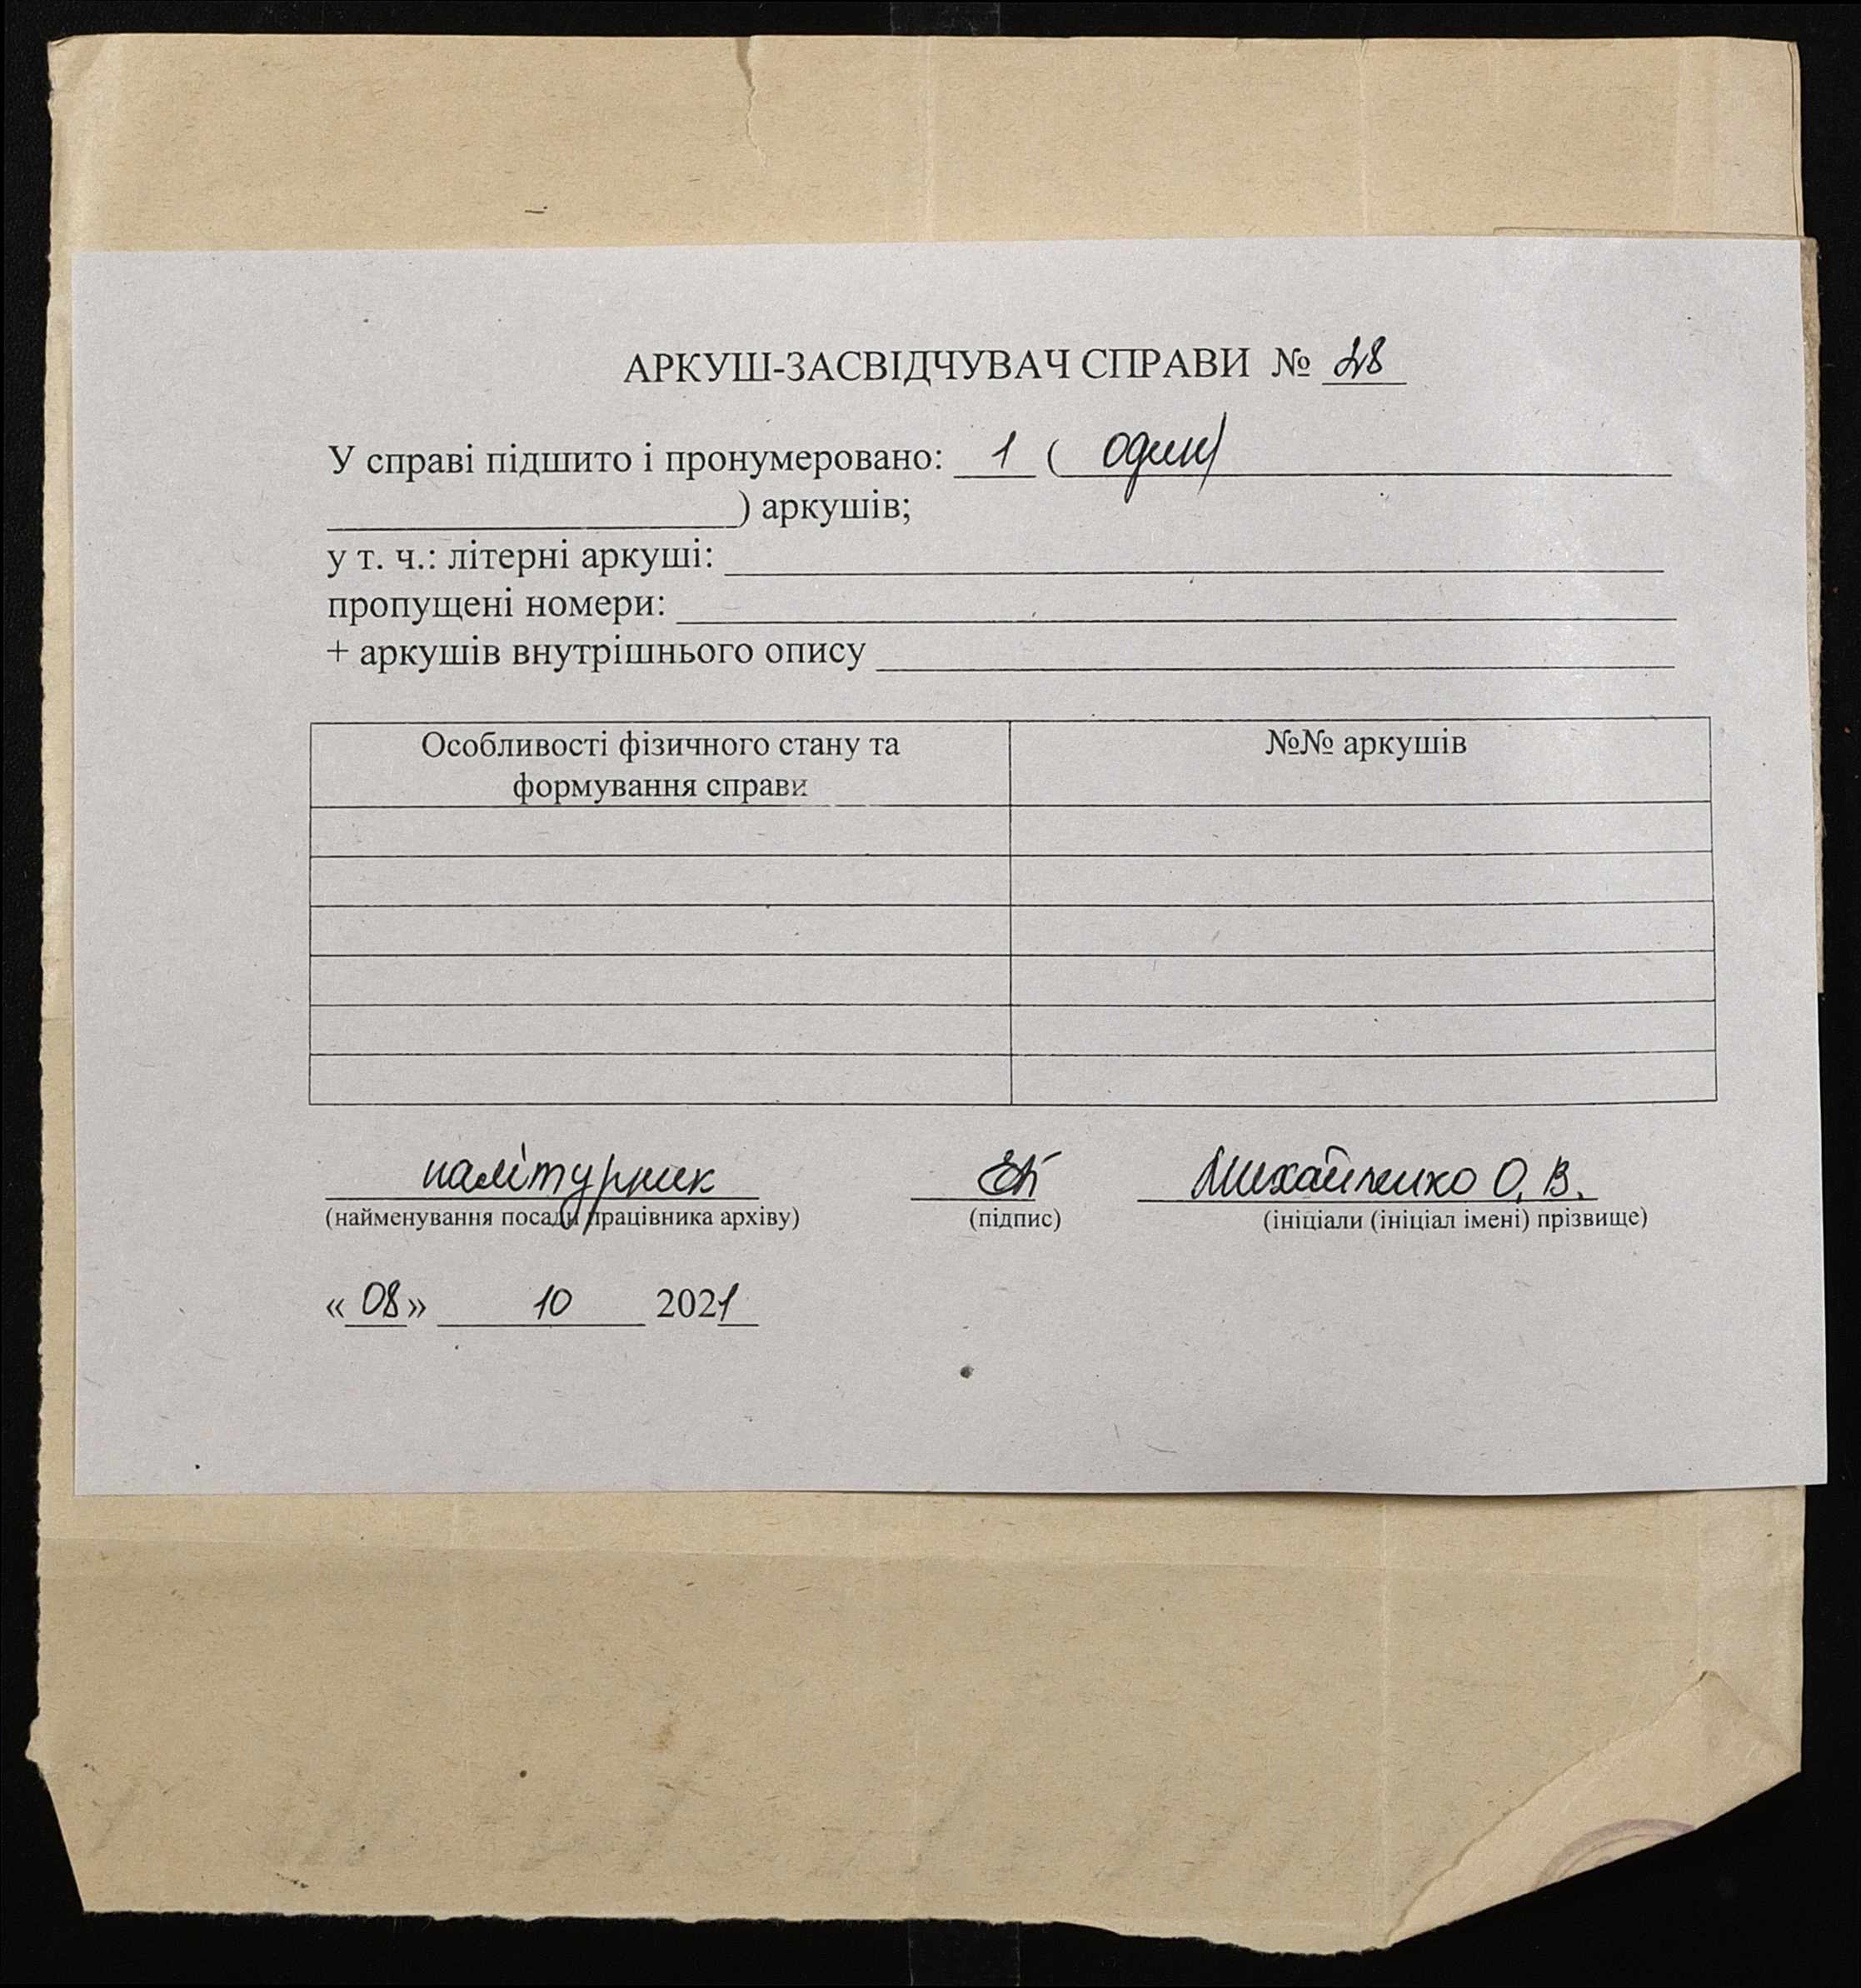 АРКУШ-ЗАСВІДЧУВАЧ СПРАВИ № 28
У справі підшито і пронумеровано: 1 ( один)
) аркушів;
у т. ч.: літерні аркуші:
пропущені номери:
+ аркушів внутрішнього опису
Особливості фізичного стану та
формування справи
№№ аркушів
палітурник Михайленко О. В.
(найменування посади працівника архіву) (підпис) (ініціали (ініціал імені) прізвище)
« 08 » 10 2021